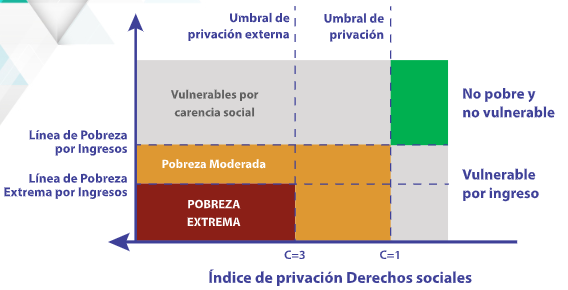 Umbral de
privación externa
Umbral de
privación
Vulnerables por
carencia social
No pobre y
no vulnerable
Línea de Pobreza
por Ingresos
Pobreza Moderada
Línea de Pobreza
Extrema por Ingresos
Vulnerable
por ingreso
POBREZA
EXTREMA
C=3
C=1
Índice de privación Derechos sociales